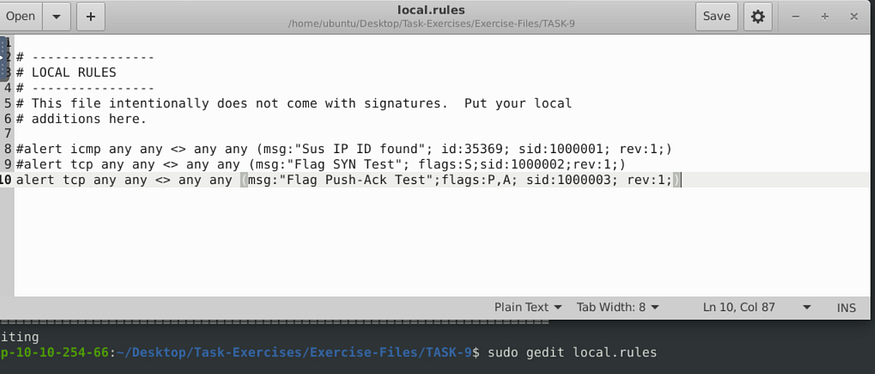 Open
local.rules
/home/ubuntu/Desktop/Task-Exercises/Exercise-Files/TASK-9
Save
1
2 # ----------------
3 # LOCAL RULES
4 # ----------------
5 # This file intentionally does not come with signatures.  Put your local
6 # additions here.
7
8 #alert icmp any any <> any any (msg:"Sus IP ID found"; id:35369; sid:1000001; rev:1;)
9 #alert tcp any any <> any any (msg:"Flag SYN Test"; flags:S;sid:1000002;rev:1;)
10 alert tcp any any <> any any (msg:"Flag Push-Ack Test";flags:P,A; sid:1000003; rev:1;)
Plain Text Tab Width: 8 Ln 10, Col 87 INS
iting
p-10-10-254-66:~/Desktop/Task-Exercises/Exercise-Files/TASK-9$ sudo gedit local.rules